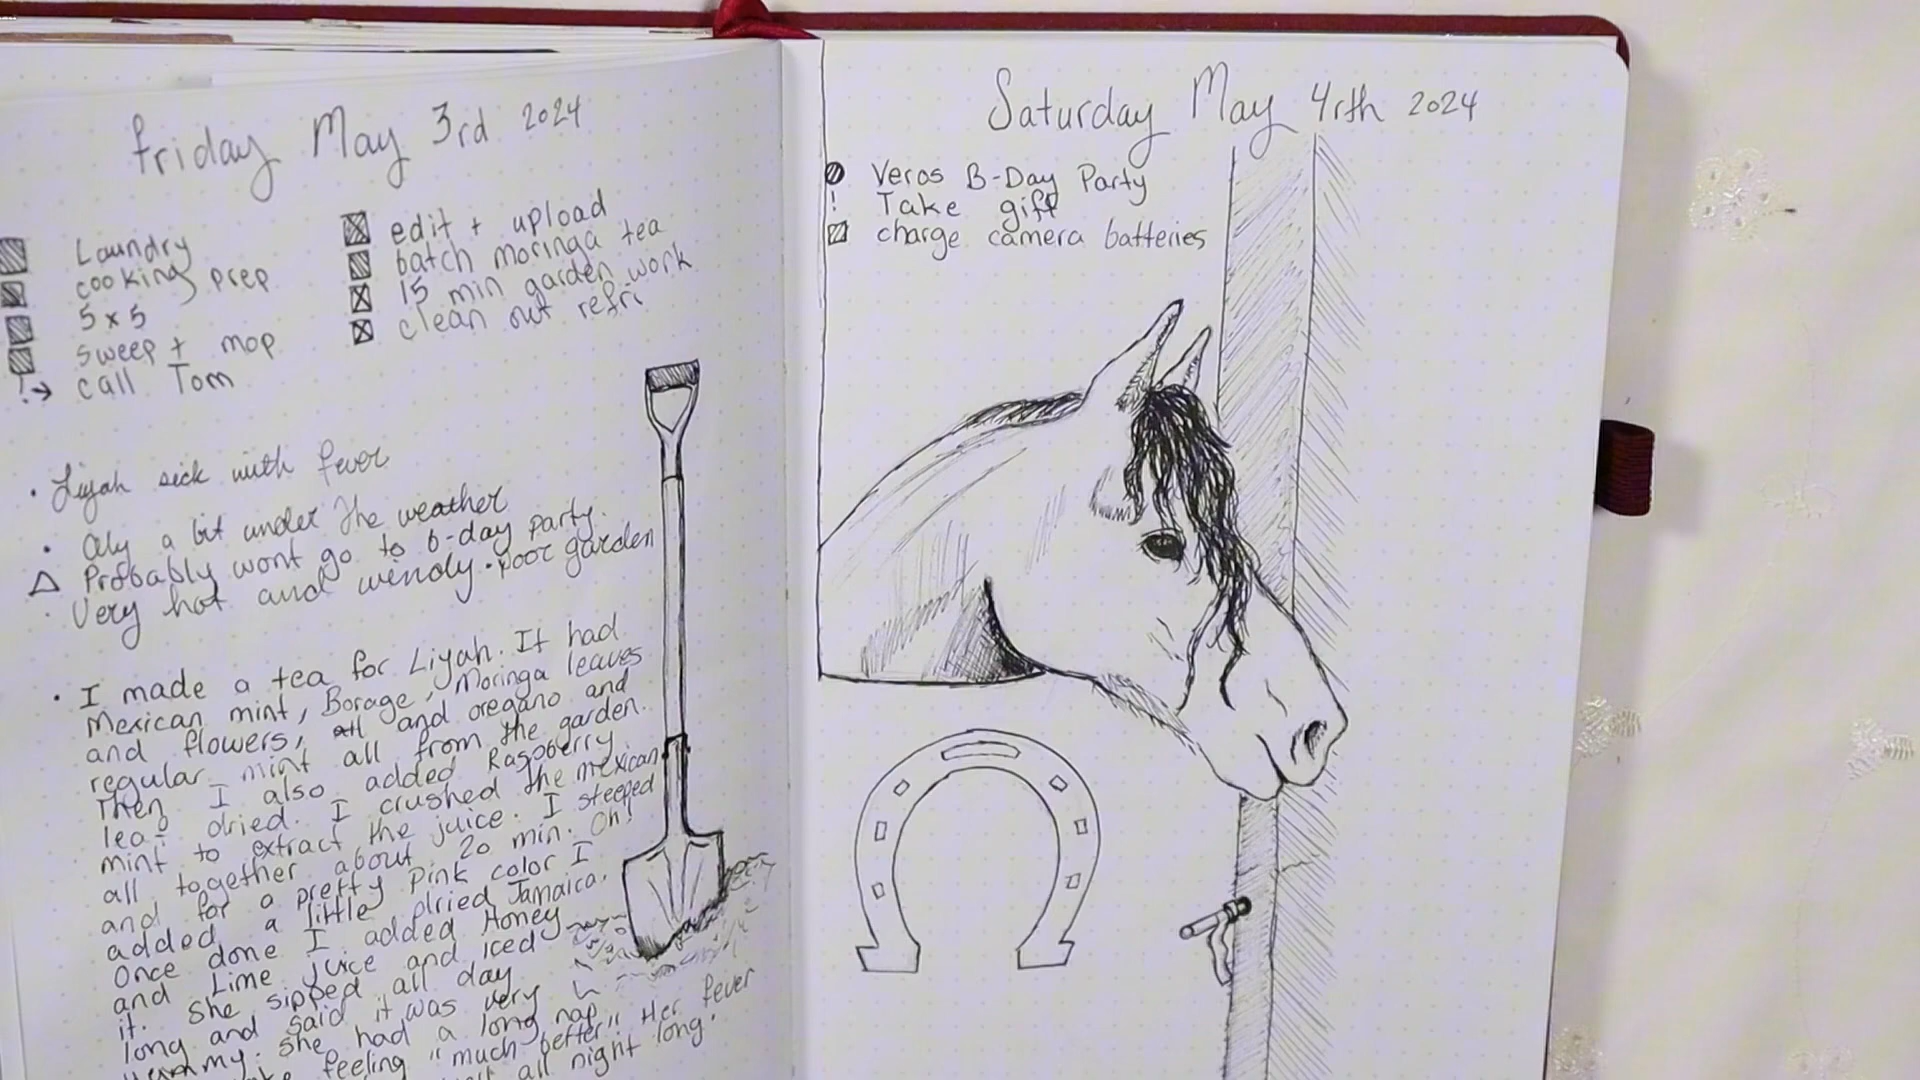 Friday May 3rd 2024
Laundry
cooking prep
5x5
sweep + mop
! → call Tom
edit + upload
batch moringa tea
15 min garden work
clean out refri
• Liyah sick with fever
• Aly a bit under the weather
△ Probably wont go to b-day party.
• Very hot and windy • poor garden
• I made a tea for Liyah. It had
Mexican mint, Borage, Moringa leaves
and flowers, and oregano and
regular mint all from the garden.
Then I also added Raspberry
leaf dried. I crushed the mexican
mint to extract the juice. I steeped
all together about 20 min. Oh!
and for a pretty pink color I
added a little dried Jamaica.
Once done I added Honey
and Lime juice and iced
it. She sipped all day
long and said it was very
yummy. She had a long nap
feeling "much better". Her fever
all night long.
Saturday May 4rth 2024
Veros B-Day Party
! Take gift
charge camera batteries